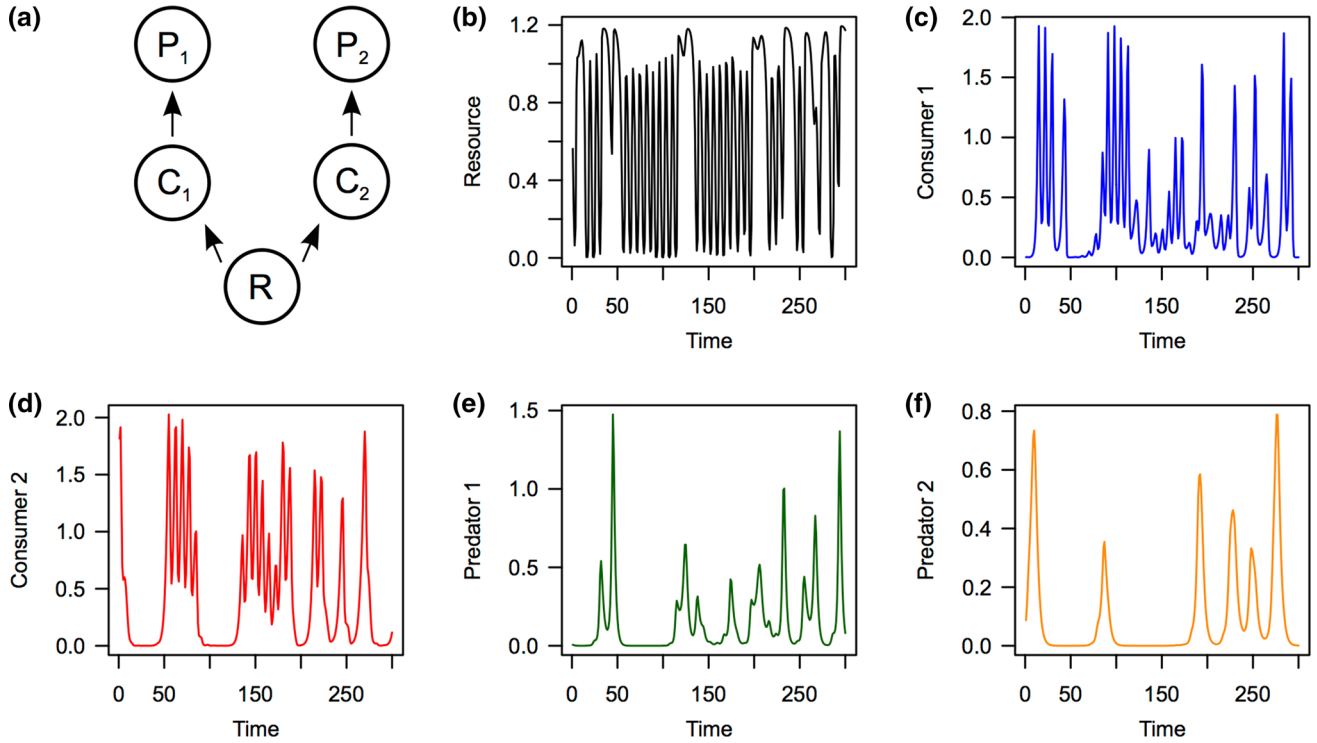 (a)
P1
P2
C1
C2
R
(b)
Resource
1.2
0.8
0.4
0.0
0 50 150 250
Time
(c)
Consumer 1
2.0
1.5
1.0
0.5
0.0
0 50 150 250
Time
(d)
Consumer 2
2.0
1.5
1.0
0.5
0.0
0 50 150 250
Time
(e)
Predator 1
1.5
1.0
0.5
0.0
0 50 150 250
Time
(f)
Predator 2
0.8
0.6
0.4
0.2
0.0
0 50 150 250
Time